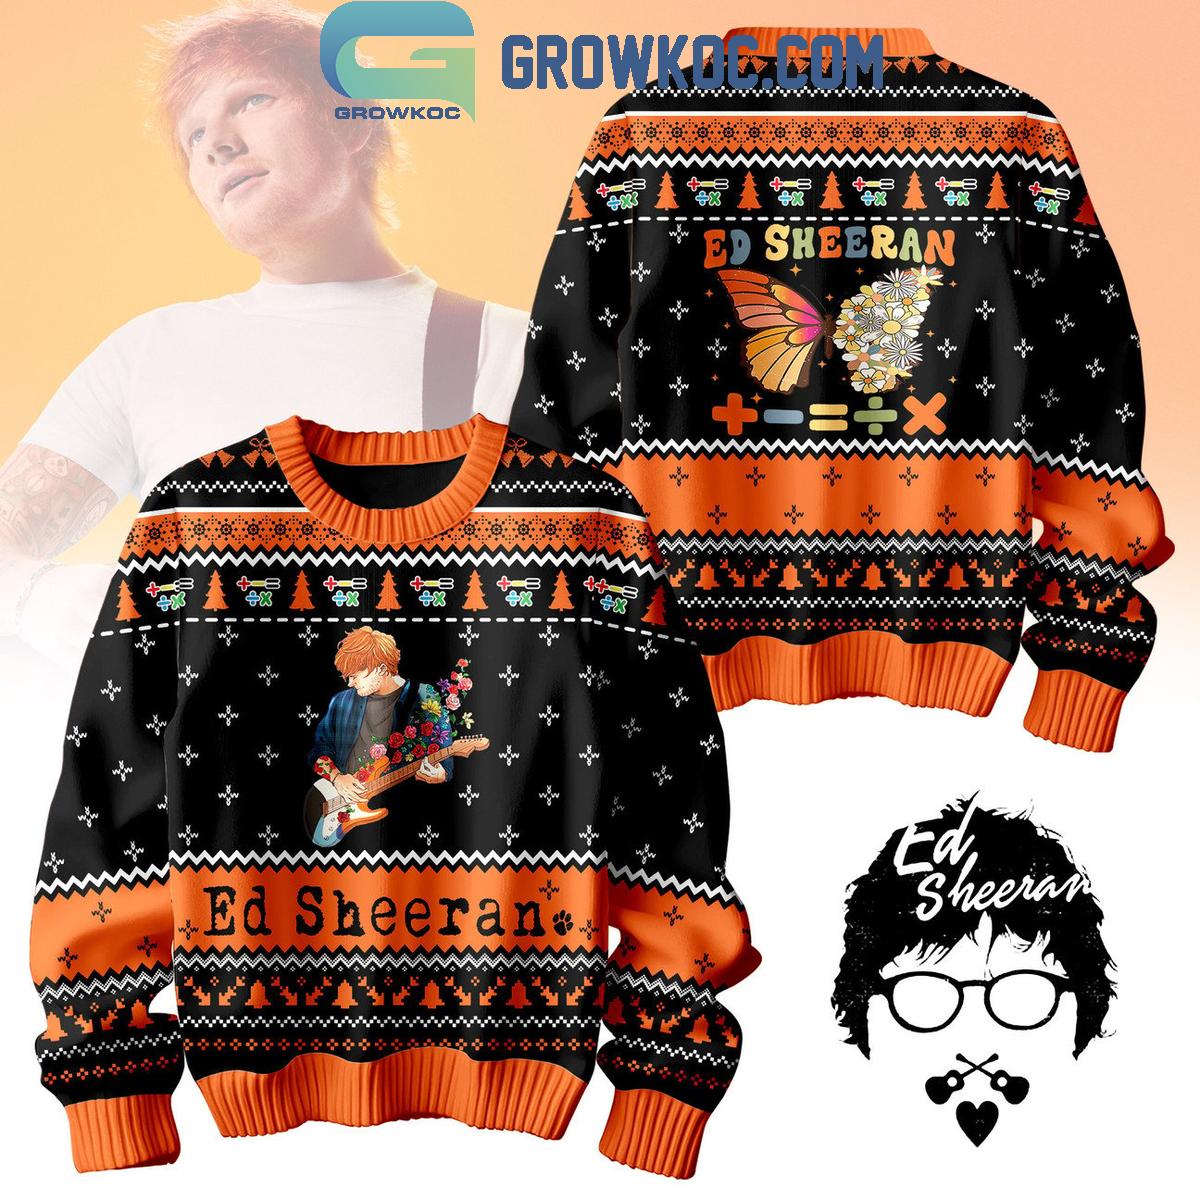 GROWKOC
GROWKOC.COM
ED SHEERAN
+ - = ÷ ×
Ed Sheeran
Ed
Sheeran